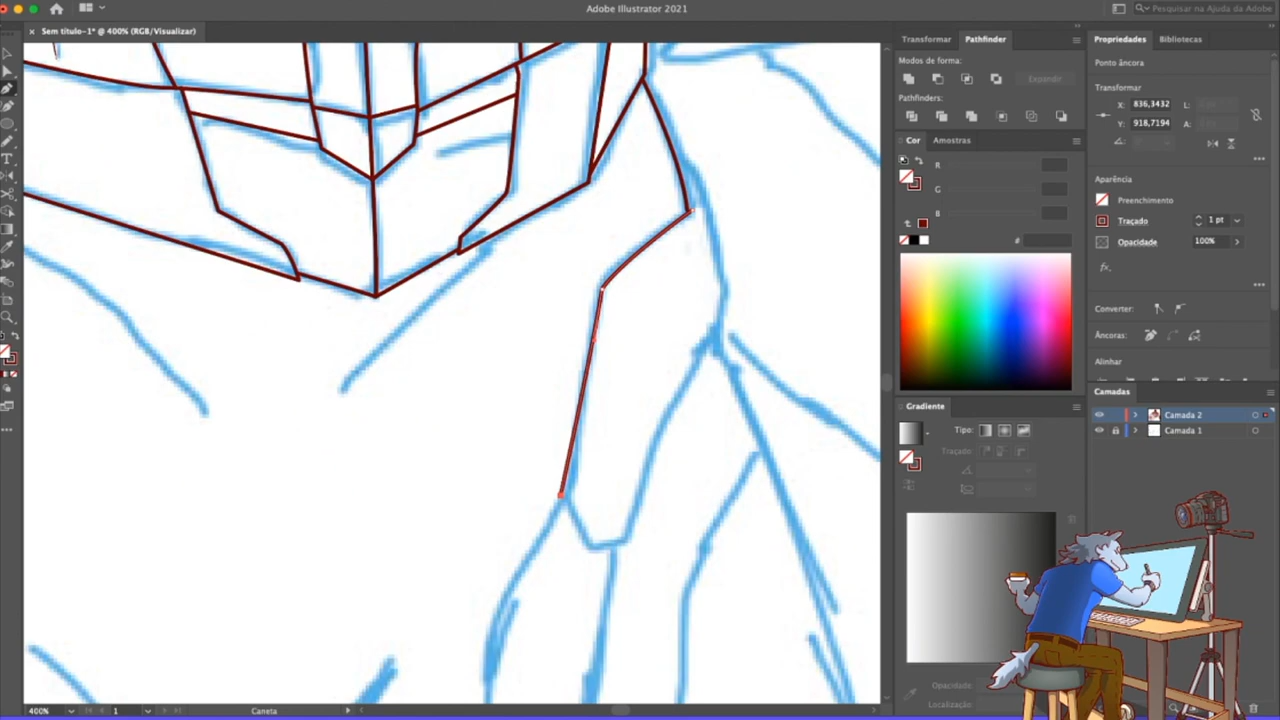 Adobe Illustrator 2021
Pesquisar na Ajuda da Adobe
Sem título-1* @ 400% (RGB/Visualizar)
Transformar Pathfinder
Modos de forma:
Expandir
Pathfinders:
Cor Amostras
R
G
B
#
Gradiente
Tipo:
Traçado:
Opacidade:
Localização:
Propriedades Bibliotecas
Ponto âncora
Transformar
X: 836,3432 L:
Y: 918,7194 A:
Aparência
Preenchimento
Traçado 1 pt
Opacidade 100%
fx.
Converter:
Âncoras:
Alinhar
Camadas
Camada 2
Camada 1
400% 1 Caneta